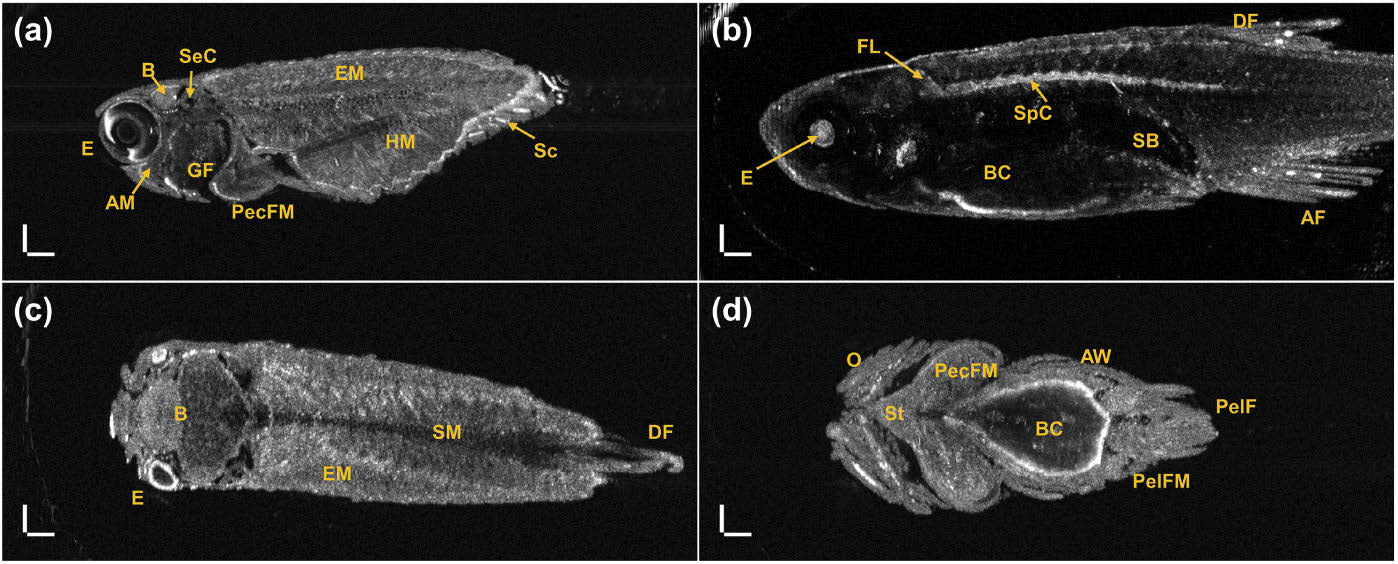 (a)
SeC
B
EM
E
HM
Sc
GF
AM
PecFM
(b)
DF
FL
SpC
SB
E
BC
AF
(c)
B
SM
DF
EM
E
(d)
O
AW
PecFM
St
PelF
BC
PelFM